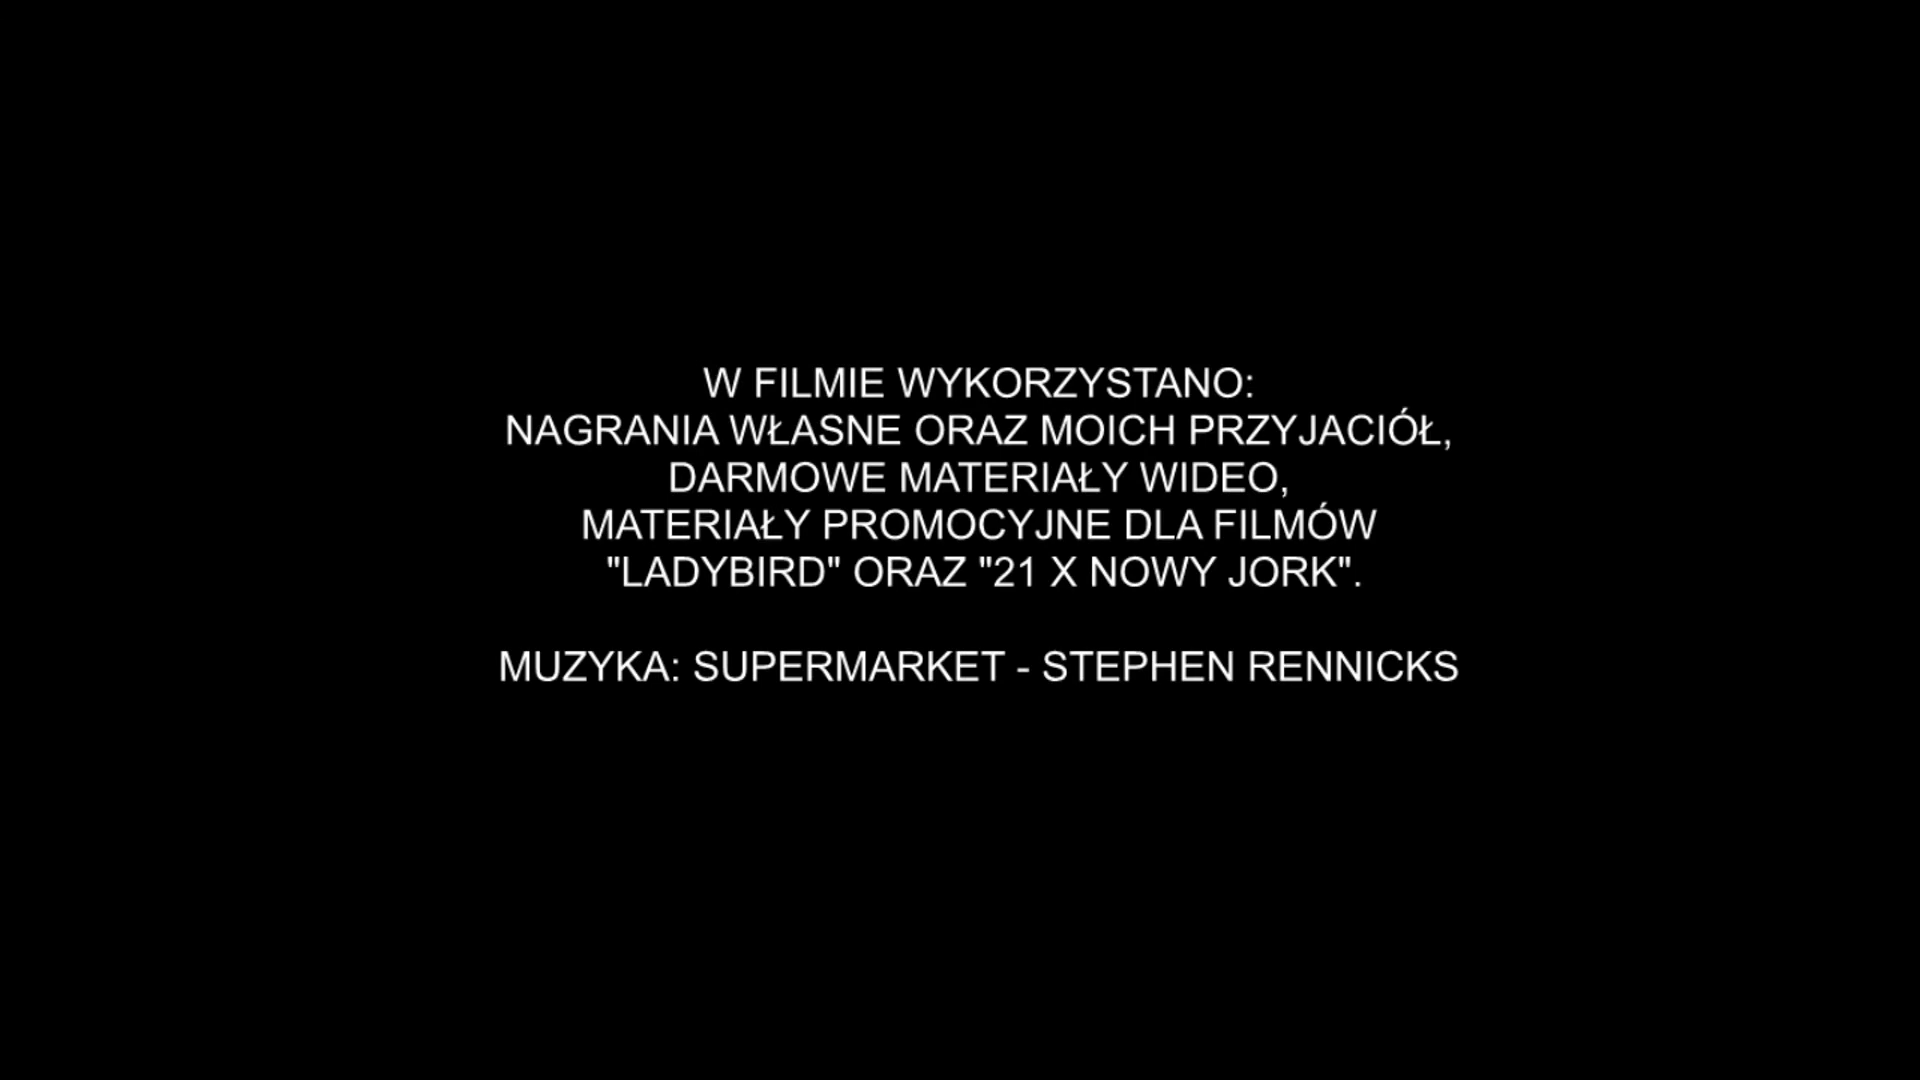 W FILMIE WYKORZYSTANO:
NAGRANIA WŁASNE ORAZ MOICH PRZYJACIÓŁ,
DARMOWE MATERIAŁY WIDEO,
MATERIAŁY PROMOCYJNE DLA FILMÓW
"LADYBIRD" ORAZ "21 X NOWY JORK".
MUZYKA: SUPERMARKET - STEPHEN RENNICKS